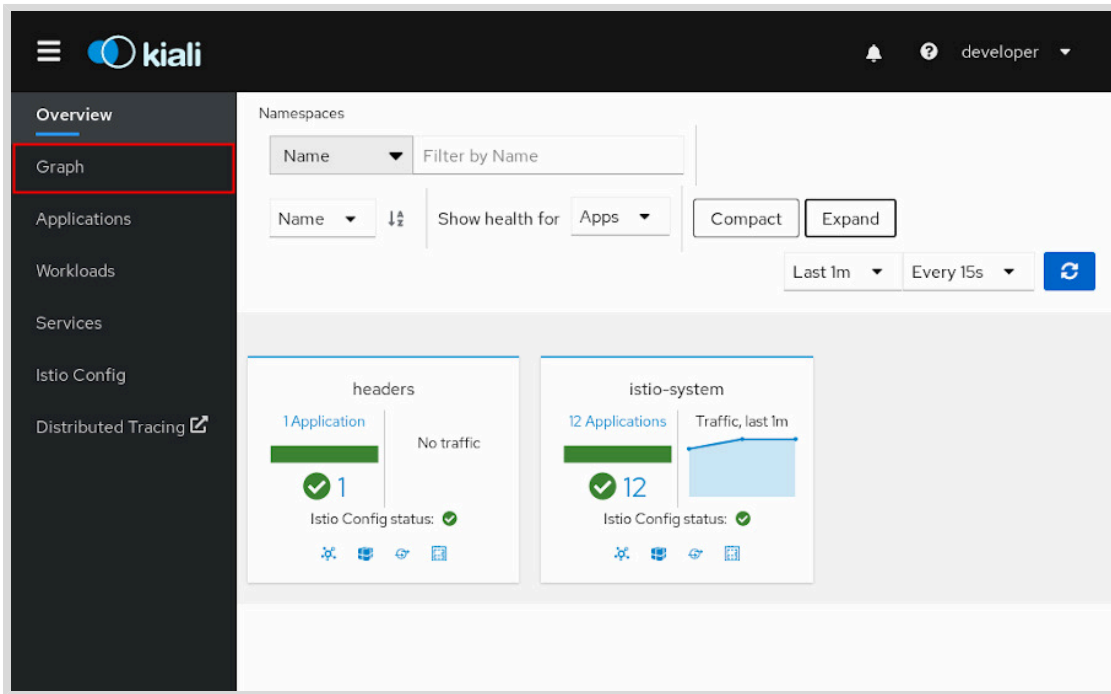 kiali
developer
Overview
Graph
Applications
Workloads
Services
Istio Config
Distributed Tracing
Namespaces
Name Filter by Name
Name Show health for Apps Compact Expand
Last 1m Every 15s
headers
1 Application
No traffic
1
Istio Config status:
istio-system
12 Applications Traffic, last 1m
12
Istio Config status: